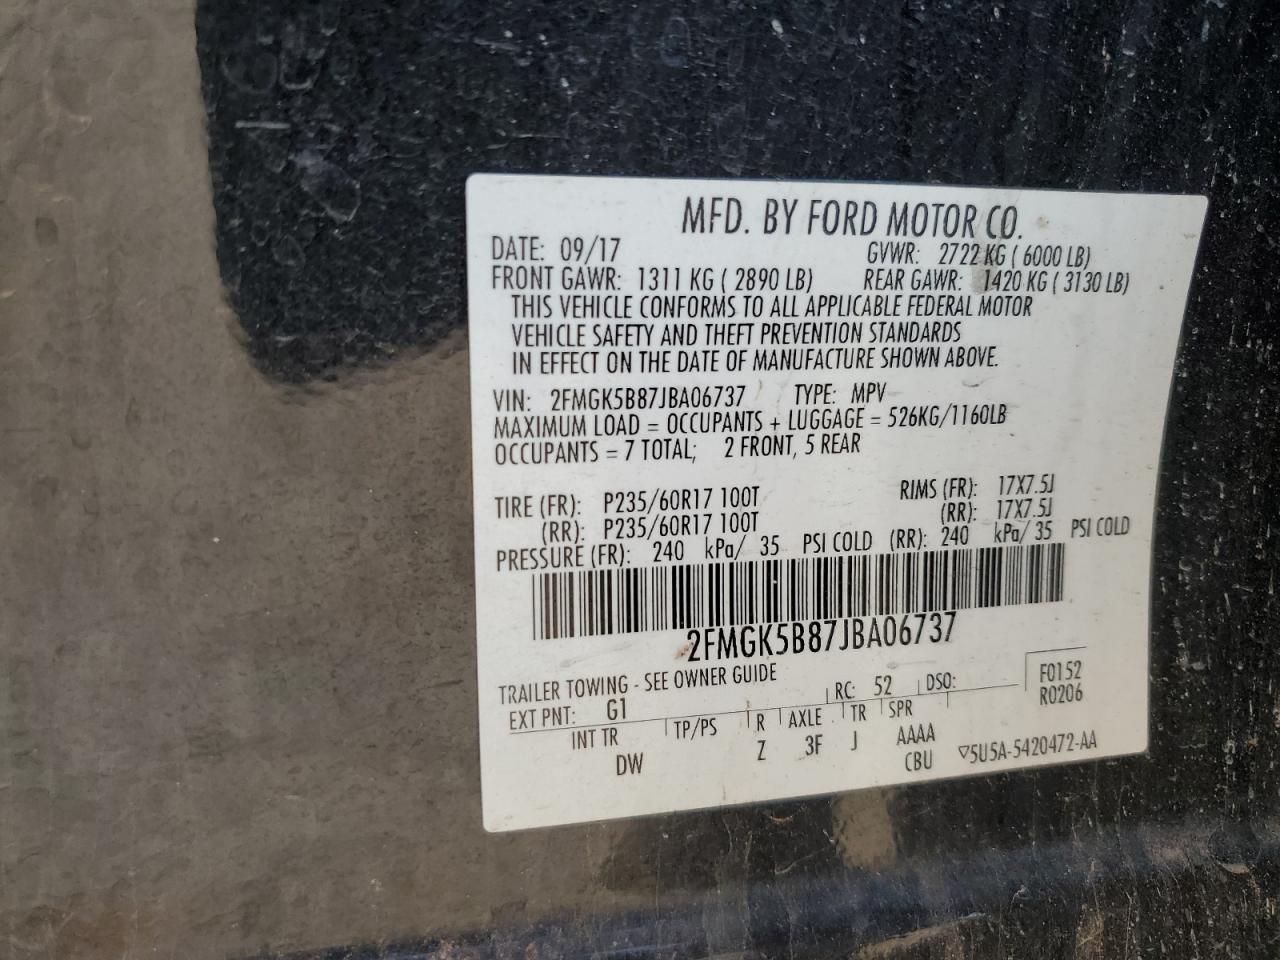 MFD. BY FORD MOTOR CO.
DATE: 09/17 GVWR: 2722 KG ( 6000 LB)
FRONT GAWR: 1311 KG ( 2890 LB) REAR GAWR: 1420 KG ( 3130 LB)
THIS VEHICLE CONFORMS TO ALL APPLICABLE FEDERAL MOTOR
VEHICLE SAFETY AND THEFT PREVENTION STANDARDS
IN EFFECT ON THE DATE OF MANUFACTURE SHOWN ABOVE.
VIN: 2FMGK5B87JBA06737 TYPE: MPV
MAXIMUM LOAD = OCCUPANTS + LUGGAGE = 526KG/1160LB
OCCUPANTS = 7 TOTAL; 2 FRONT, 5 REAR
TIRE (FR): P235/60R17 100T RIMS (FR): 17X7.5J
(RR): P235/60R17 100T (RR): 17X7.5J
PRESSURE (FR): 240 kPa/ 35 PSI COLD (RR): 240 kPa/ 35 PSI COLD
2FMGK5B87JBA06737
TRAILER TOWING - SEE OWNER GUIDE
EXT PNT: G1 RC: 52 DSO: F0152
R0206
INT TR TP/PS R AXLE TR SPR
DW Z 3F J AAAA
CBU ▽5U5A-5420472-AA